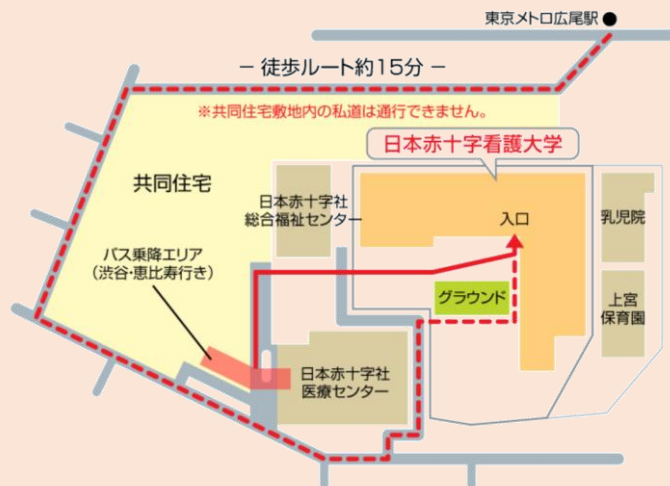 東京メトロ広尾駅
－ 徒歩ルート約15分 －
※共同住宅敷地内の私道は通行できません。
日本赤十字看護大学
共同住宅
日本赤十字社
総合福祉センター
入口
乳児院
バス乗降エリア
（渋谷・恵比寿行き）
グラウンド
上宮
保育園
日本赤十字社
医療センター